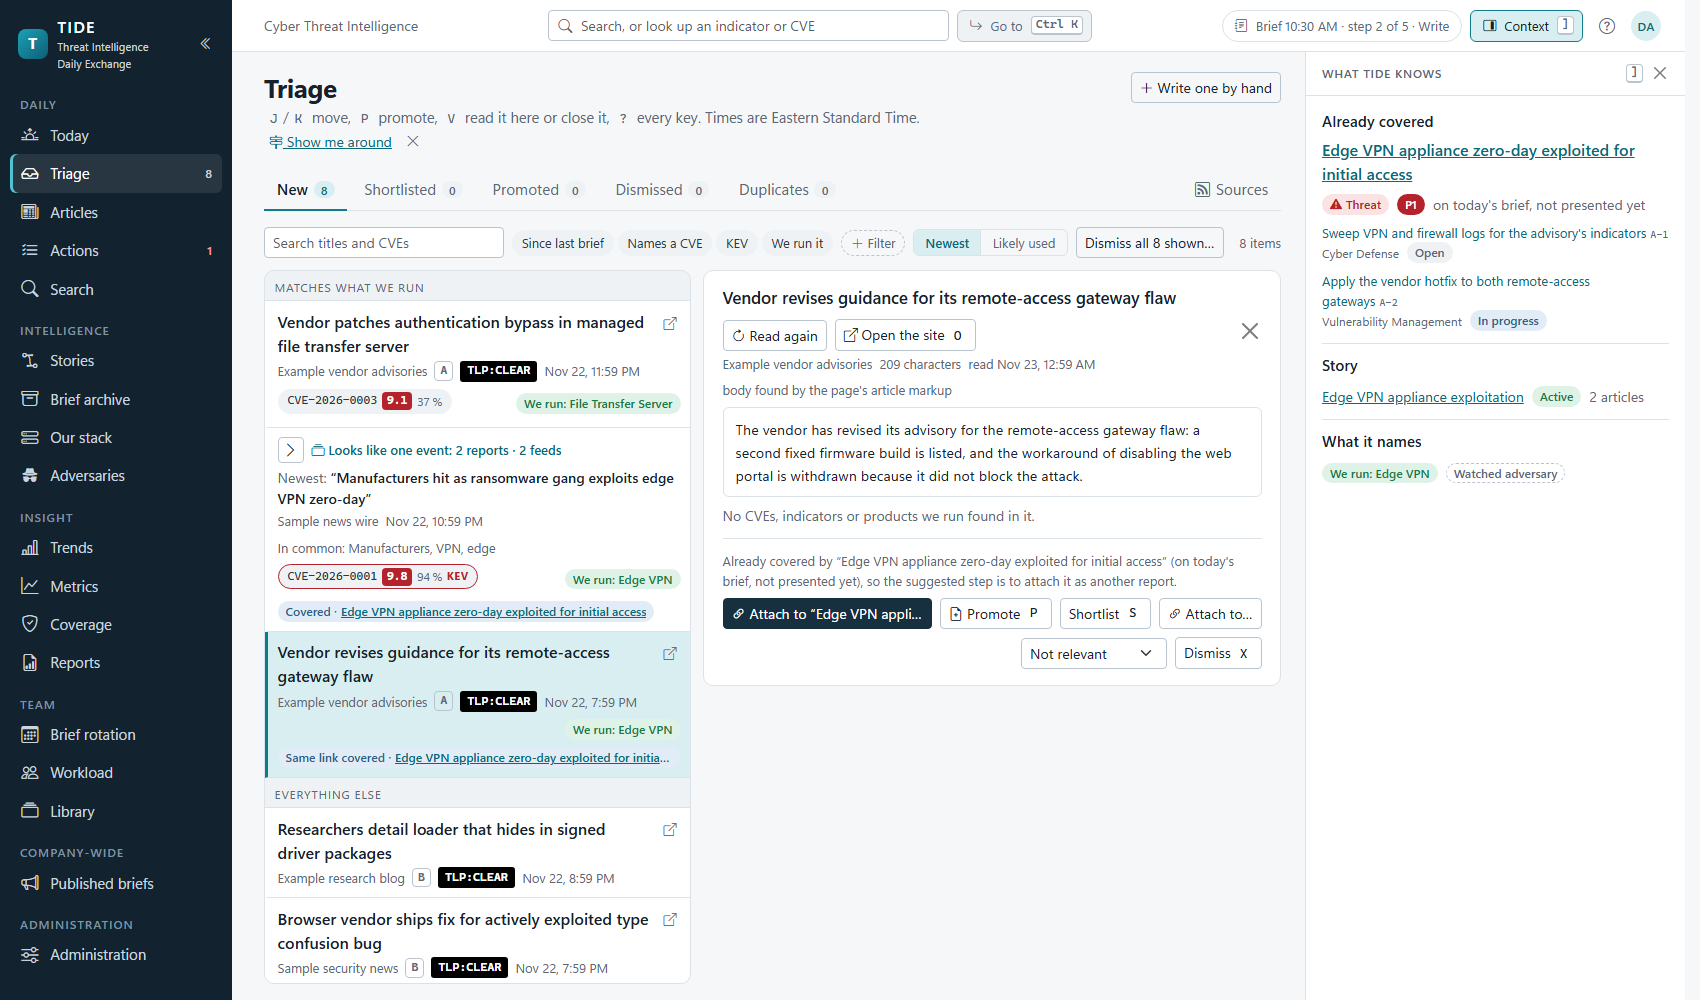 T
TIDE
Threat Intelligence
Daily Exchange
DAILY
Today
Triage 8
Articles
Actions 1
Search
INTELLIGENCE
Stories
Brief archive
Our stack
Adversaries
INSIGHT
Trends
Metrics
Coverage
Reports
TEAM
Brief rotation
Workload
Library
COMPANY-WIDE
Published briefs
ADMINISTRATION
Administration
Cyber Threat Intelligence
Search, or look up an indicator or CVE
Go to Ctrl K
Brief 10:30 AM · step 2 of 5 · Write
Context ]
?
DA
Triage
Write one by hand
J / K move, P promote, V read it here or close it, ? every key. Times are Eastern Standard Time.
Show me around
New 8 Shortlisted 0 Promoted 0 Dismissed 0 Duplicates 0 Sources
Search titles and CVEs
Since last brief Names a CVE KEV We run it + Filter Newest Likely used Dismiss all 8 shown... 8 items
MATCHES WHAT WE RUN
Vendor patches authentication bypass in managed
file transfer server
Example vendor advisories A TLP:CLEAR Nov 22, 11:59 PM
CVE-2026-0003 9.1 37 % We run: File Transfer Server
Looks like one event: 2 reports · 2 feeds
Newest: “Manufacturers hit as ransomware gang exploits edge
VPN zero-day”
Sample news wire Nov 22, 10:59 PM
In common: Manufacturers, VPN, edge
CVE-2026-0001 9.8 94 % KEV We run: Edge VPN
Covered · Edge VPN appliance zero-day exploited for initial access
Vendor revises guidance for its remote-access
gateway flaw
Example vendor advisories A TLP:CLEAR Nov 22, 7:59 PM
We run: Edge VPN
Same link covered · Edge VPN appliance zero-day exploited for initia...
EVERYTHING ELSE
Researchers detail loader that hides in signed
driver packages
Example research blog B TLP:CLEAR Nov 22, 8:59 PM
Browser vendor ships fix for actively exploited type
confusion bug
Sample security news B TLP:CLEAR Nov 22, 7:59 PM
Vendor revises guidance for its remote-access gateway flaw
Read again Open the site O
Example vendor advisories 209 characters read Nov 23, 12:59 AM
body found by the page's article markup
The vendor has revised its advisory for the remote-access gateway flaw: a
second fixed firmware build is listed, and the workaround of disabling the web
portal is withdrawn because it did not block the attack.
No CVEs, indicators or products we run found in it.
Already covered by “Edge VPN appliance zero-day exploited for initial access” (on today's
brief, not presented yet), so the suggested step is to attach it as another report.
Attach to “Edge VPN appli... Promote P Shortlist S Attach to...
Not relevant Dismiss X
WHAT TIDE KNOWS ]
Already covered
Edge VPN appliance zero-day exploited for
initial access
Threat P1 on today's brief, not presented yet
Sweep VPN and firewall logs for the advisory's indicators A-1
Cyber Defense Open
Apply the vendor hotfix to both remote-access
gateways A-2
Vulnerability Management In progress
Story
Edge VPN appliance exploitation Active 2 articles
What it names
We run: Edge VPN Watched adversary